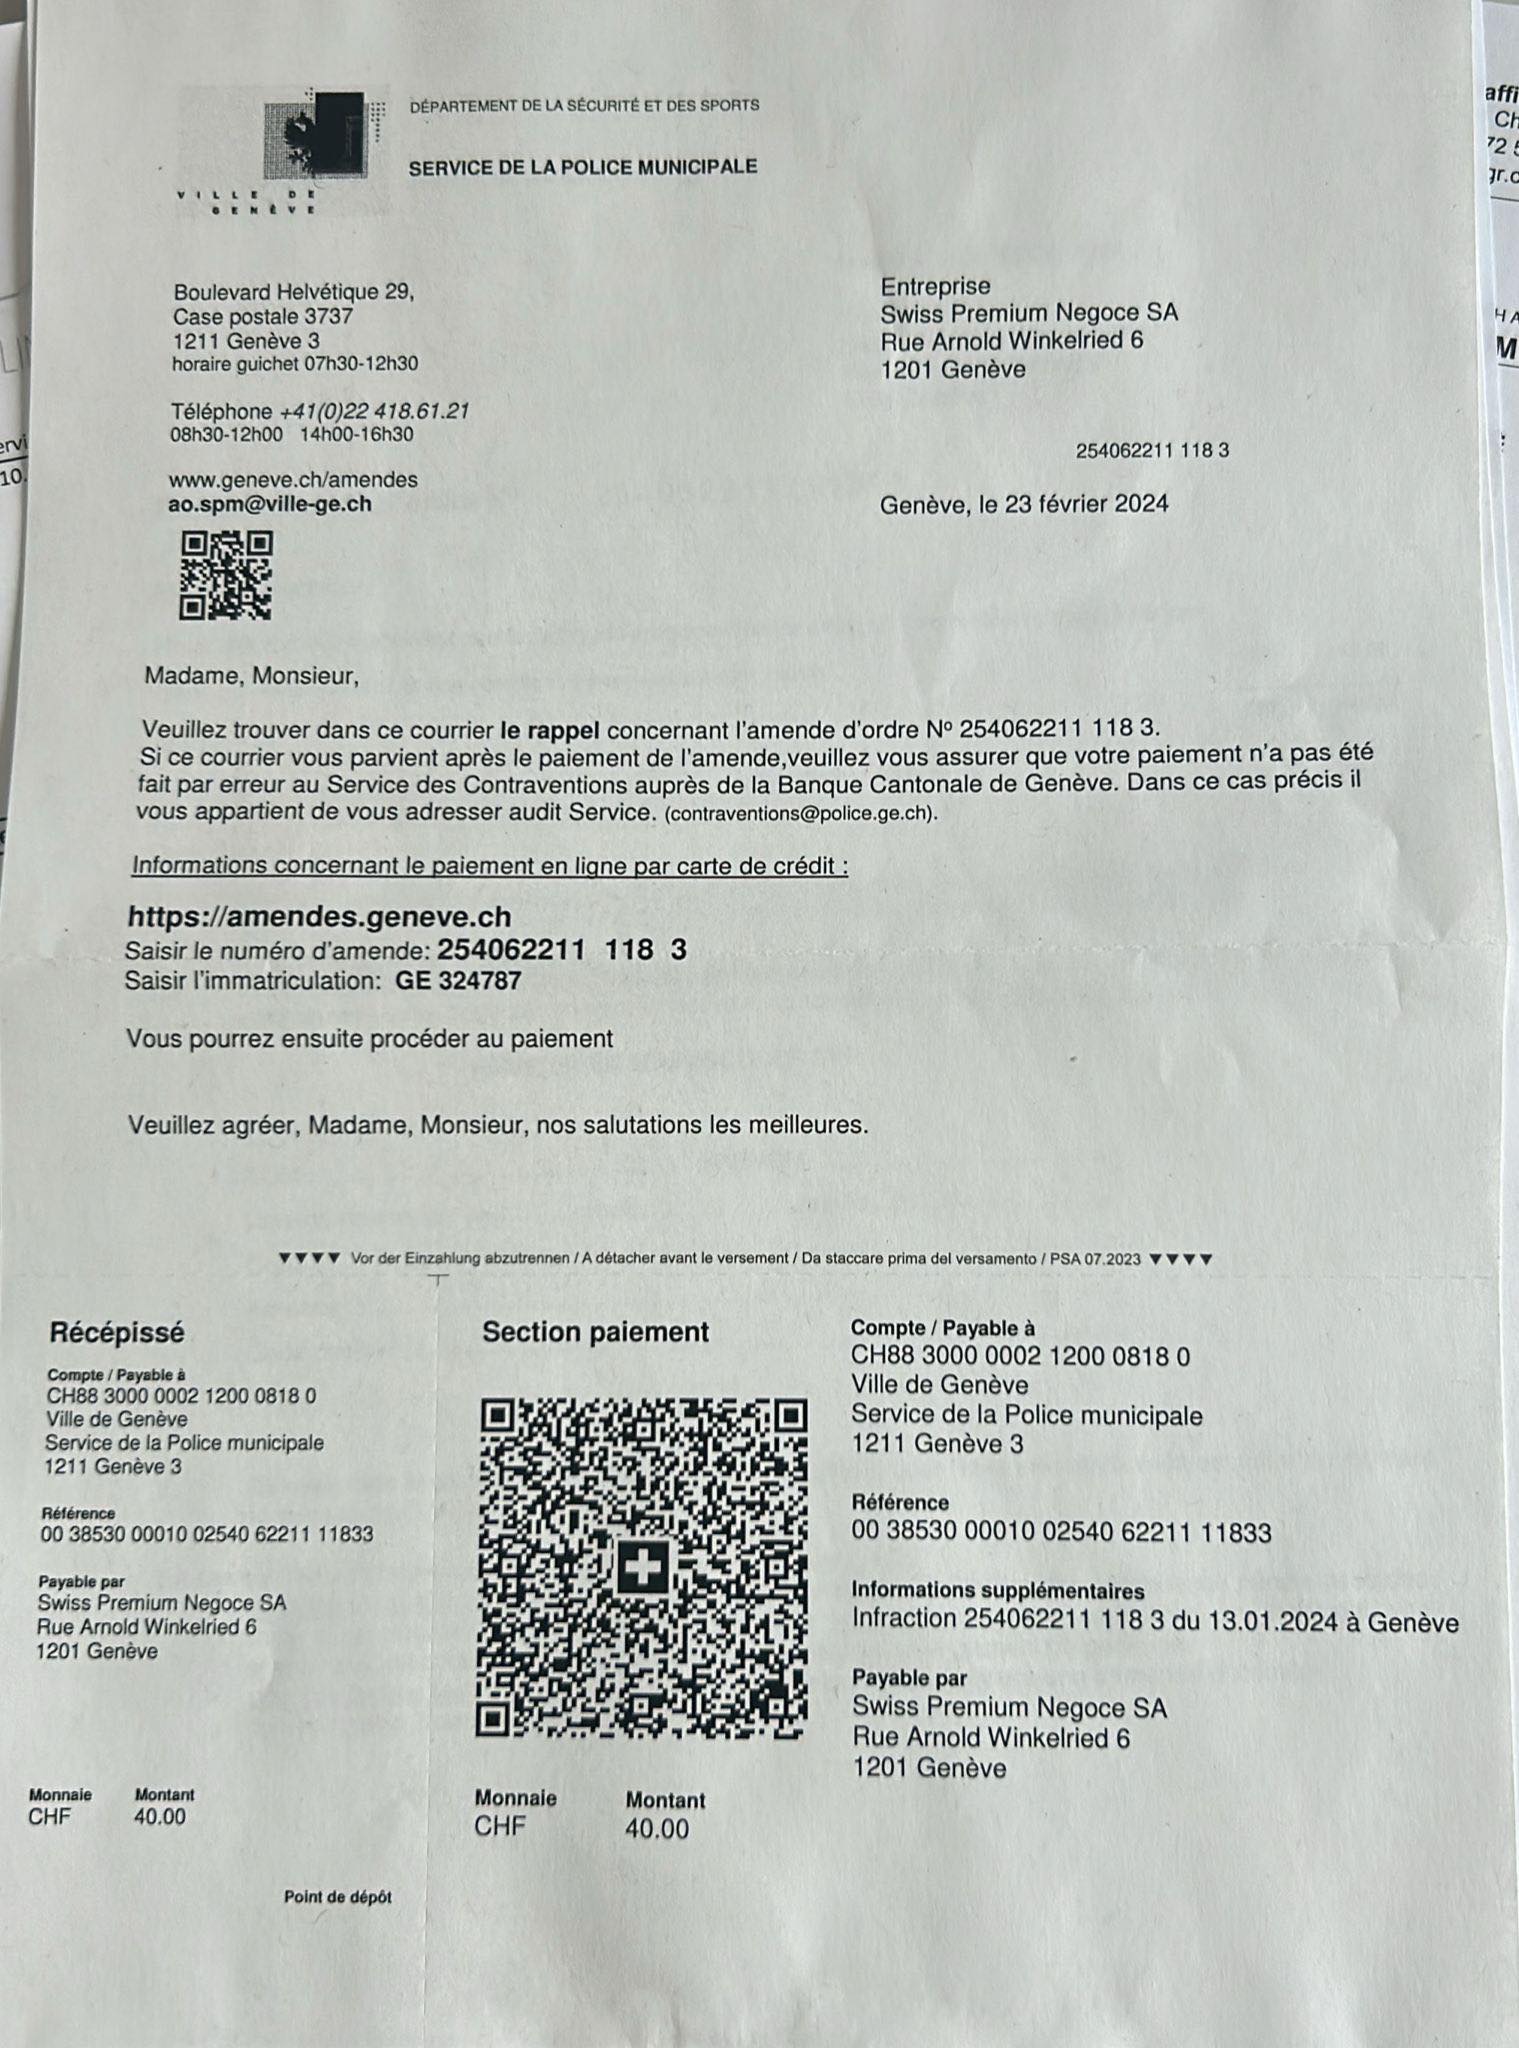 DÉPARTEMENT DE LA SÉCURITÉ ET DES SPORTS
SERVICE DE LA POLICE MUNICIPALE
VILLE DE
GENÈVE
Boulevard Helvétique 29,
Case postale 3737
1211 Genève 3
horaire guichet 07h30-12h30
Téléphone +41(0)22 418.61.21
08h30-12h00 14h00-16h30
www.geneve.ch/amendes
ao.spm@ville-ge.ch
Entreprise
Swiss Premium Negoce SA
Rue Arnold Winkelried 6
1201 Genève
254062211 118 3
Genève, le 23 février 2024
Madame, Monsieur,
Veuillez trouver dans ce courrier le rappel concernant l'amende d'ordre Nº 254062211 118 3.
Si ce courrier vous parvient après le paiement de l'amende,veuillez vous assurer que votre paiement n'a pas été
fait par erreur au Service des Contraventions auprès de la Banque Cantonale de Genève. Dans ce cas précis il
vous appartient de vous adresser audit Service. (contraventions@police.ge.ch).
Informations concernant le paiement en ligne par carte de crédit :
https://amendes.geneve.ch
Saisir le numéro d'amende: 254062211 118 3
Saisir l'immatriculation: GE 324787
Vous pourrez ensuite procéder au paiement
Veuillez agréer, Madame, Monsieur, nos salutations les meilleures.
▼▼▼▼ Vor der Einzahlung abzutrennen / A détacher avant le versement / Da staccare prima del versamento / PSA 07.2023 ▼▼▼▼
Récépissé
Compte / Payable à
CH88 3000 0002 1200 0818 0
Ville de Genève
Service de la Police municipale
1211 Genève 3
Référence
00 38530 00010 02540 62211 11833
Payable par
Swiss Premium Negoce SA
Rue Arnold Winkelried 6
1201 Genève
Monnaie Montant
CHF 40.00
Point de dépôt
Section paiement
Monnaie Montant
CHF 40.00
Compte / Payable à
CH88 3000 0002 1200 0818 0
Ville de Genève
Service de la Police municipale
1211 Genève 3
Référence
00 38530 00010 02540 62211 11833
Informations supplémentaires
Infraction 254062211 118 3 du 13.01.2024 à Genève
Payable par
Swiss Premium Negoce SA
Rue Arnold Winkelried 6
1201 Genève